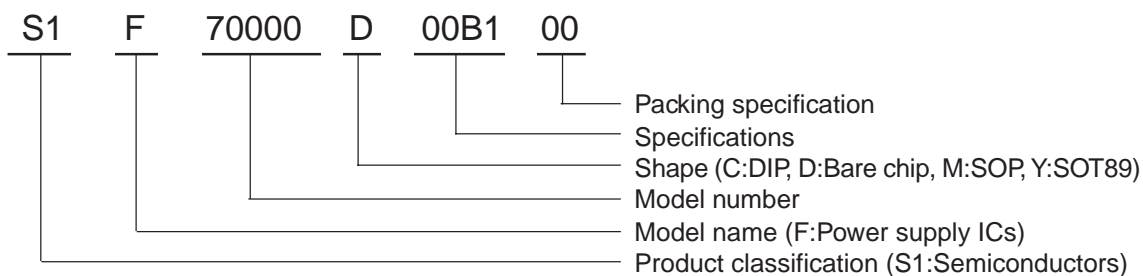 S1 F 70000 D 00B1 00
Packing specification
Specifications
Shape (C:DIP, D:Bare chip, M:SOP, Y:SOT89)
Model number
Model name (F:Power supply ICs)
Product classification (S1:Semiconductors)